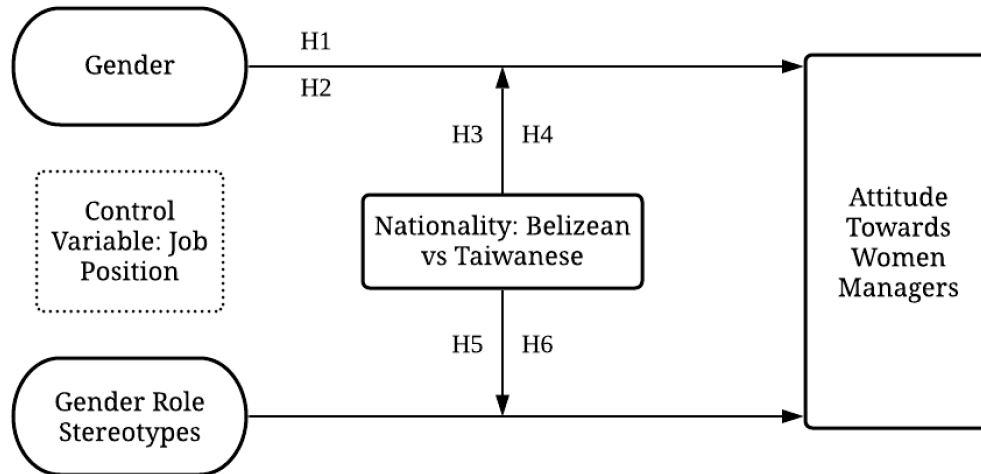 H1
Gender
H2
H3
H4
Control
Variable: Job
Position
Nationality: Belizean
vs Taiwanese
Attitude
Towards
Women
Managers
H5
H6
Gender Role
Stereotypes